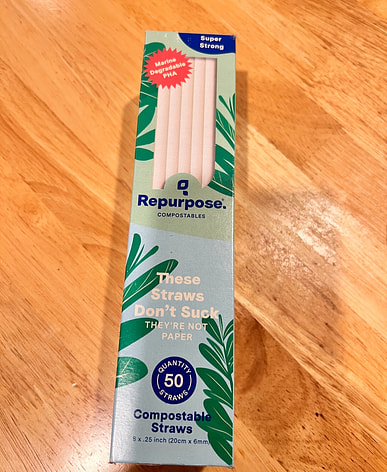 Super
Strong
Marine
Degradable
PHA
Repurpose.
COMPOSTABLES
These
Straws
Don't Suck
THEY'RE NOT
PAPER
QUANTITY
50
STRAWS
Compostable
Straws
8 x .25 inch (20cm x 6mm)